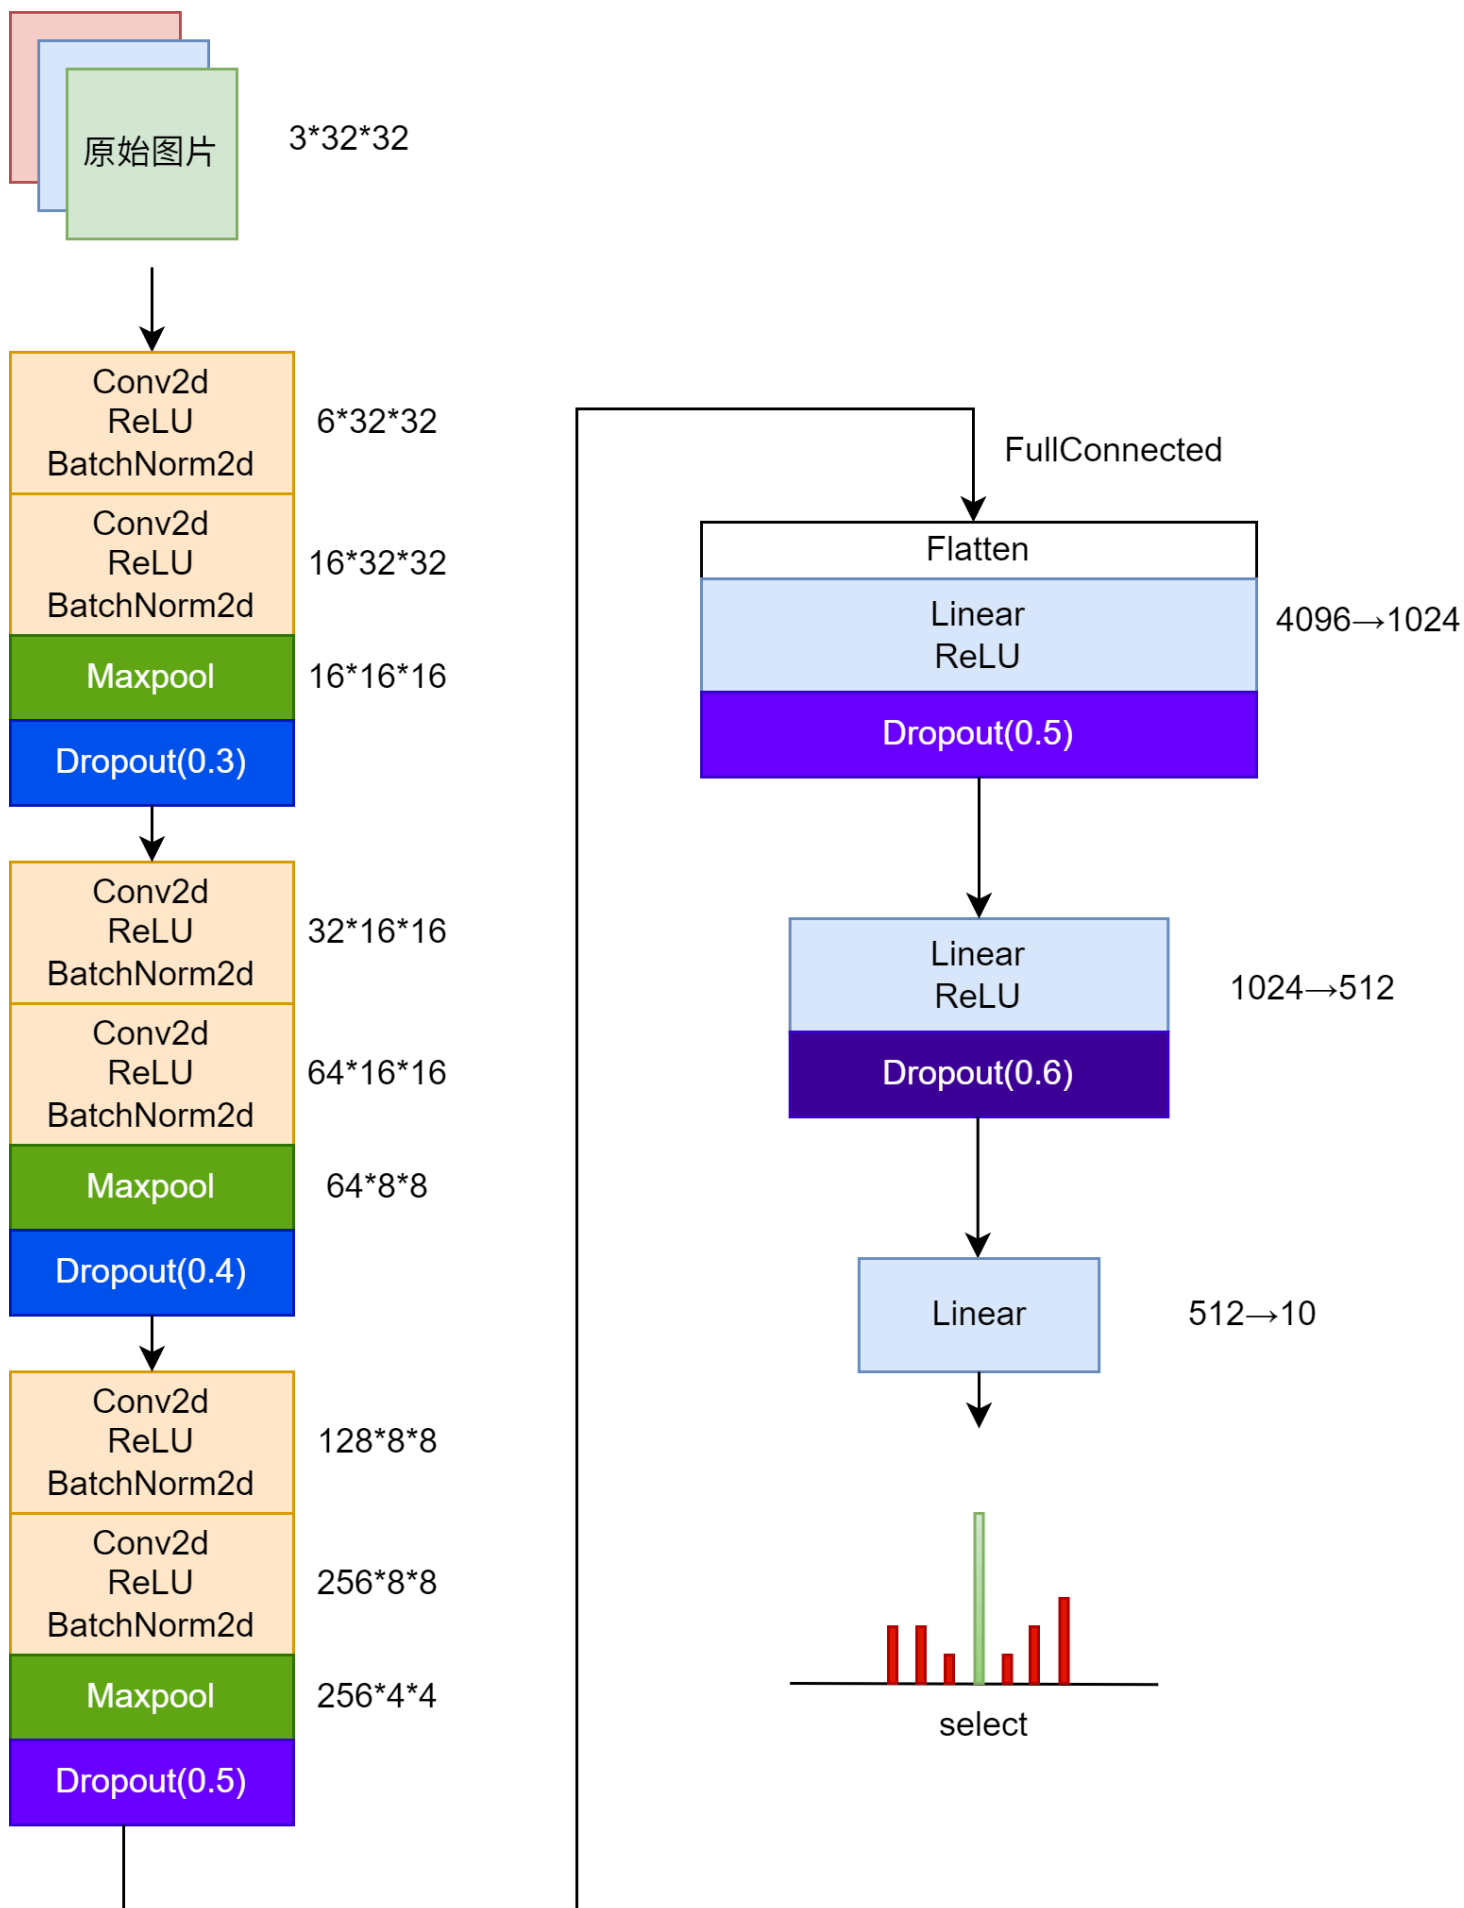 原始图片
3*32*32
Conv2d
ReLU
BatchNorm2d
6*32*32
Conv2d
ReLU
BatchNorm2d
16*32*32
Maxpool
16*16*16
Dropout(0.3)
Conv2d
ReLU
BatchNorm2d
32*16*16
Conv2d
ReLU
BatchNorm2d
64*16*16
Maxpool
64*8*8
Dropout(0.4)
Conv2d
ReLU
BatchNorm2d
128*8*8
Conv2d
ReLU
BatchNorm2d
256*8*8
Maxpool
256*4*4
Dropout(0.5)
FullConnected
Flatten
Linear
ReLU
4096→1024
Dropout(0.5)
Linear
ReLU
1024→512
Dropout(0.6)
Linear
512→10
select